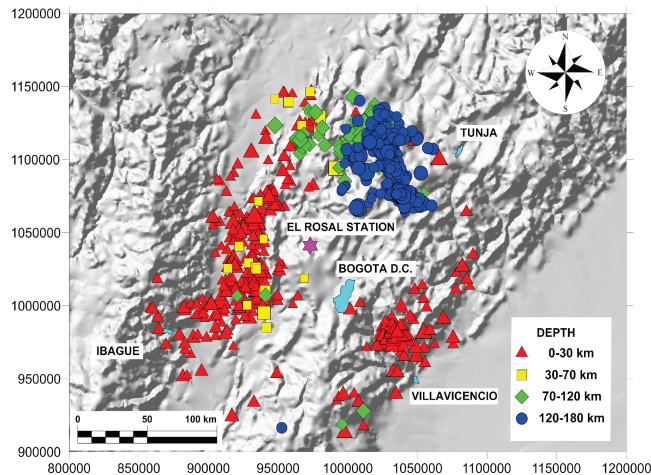 1200000
1150000
1100000
1050000
1000000
950000
900000
N
W E
S
TUNJA
EL ROSAL STATION
BOGOTA D.C.
IBAGUE
VILLAVICENCIO
DEPTH
0-30 km
30-70 km
70-120 km
120-180 km
0 50 100 km
800000 850000 900000 950000 1000000 1050000 1100000 1150000 1200000